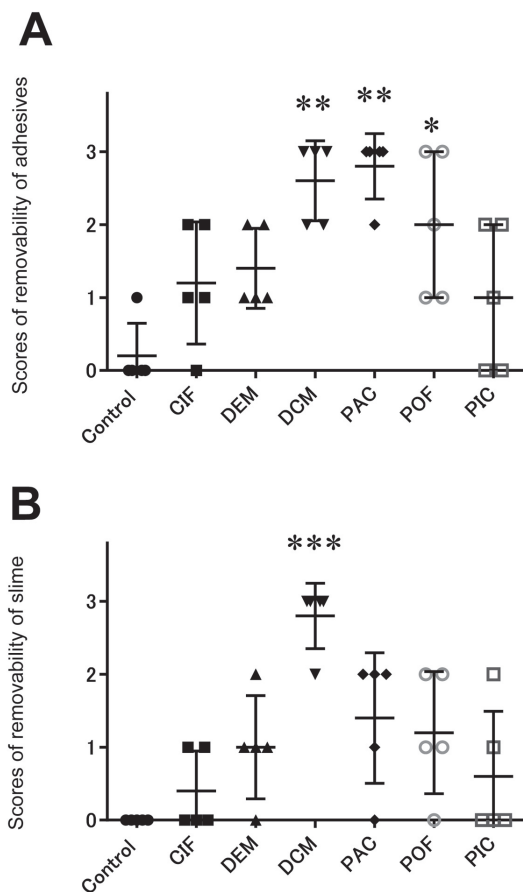 A
Scores of removability of adhesives
** ** *
3
2
1
0
Control CIF DEM DCM PAC POF PIC
B
Scores of removability of slime
***
3
2
1
0
Control CIF DEM DCM PAC POF PIC